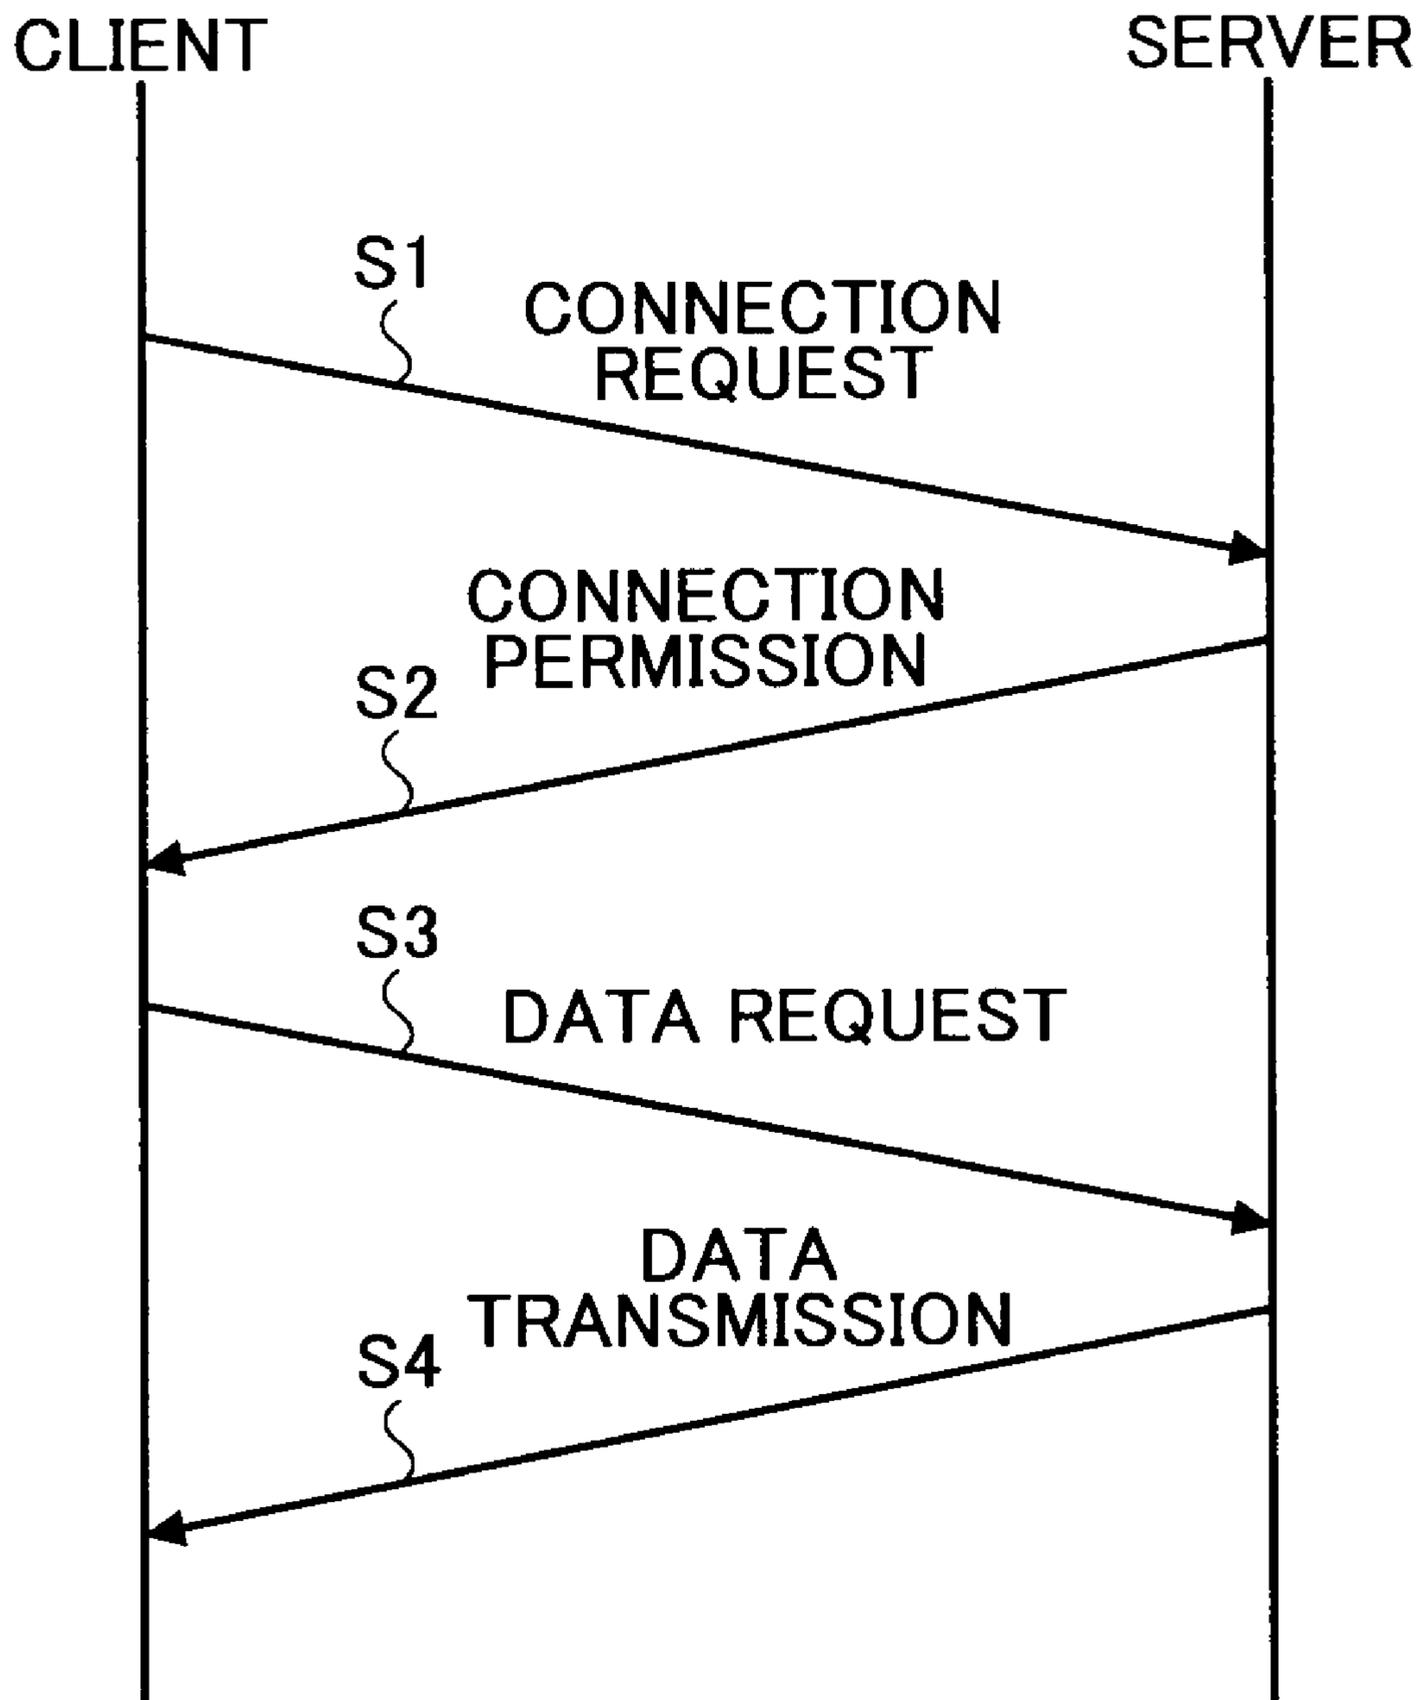 CLIENT
SERVER
S1
CONNECTION
REQUEST
CONNECTION
PERMISSION
S2
S3
DATA REQUEST
DATA
TRANSMISSION
S4